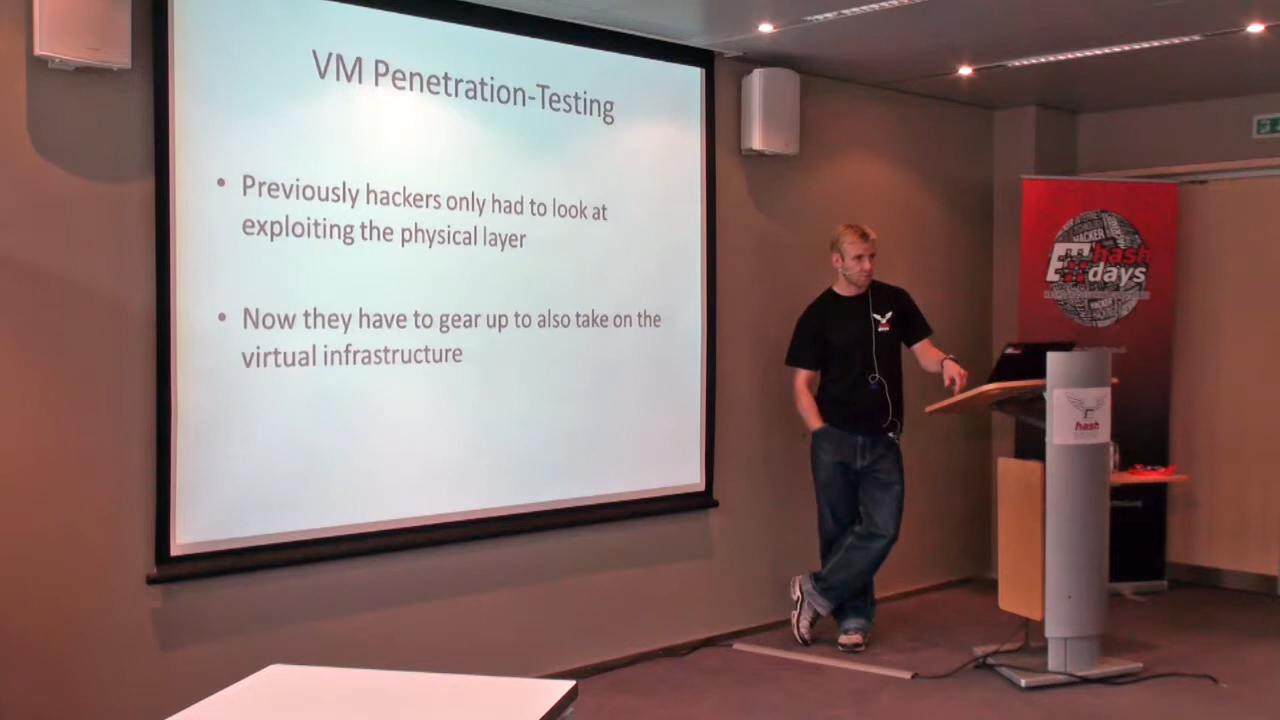 VM Penetration-Testing
• Previously hackers only had to look at
exploiting the physical layer
• Now they have to gear up to also take on the
virtual infrastructure
HACKER
hash
days
hash